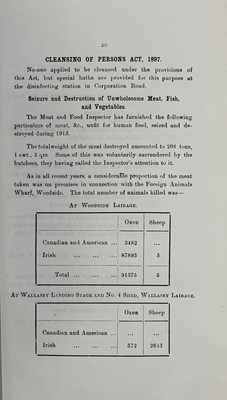 20
CLEANSING OF PERSONS ACT, 1897.
No-one applied to be cleansed under the provisions of
this Act, but special baths are provided for this purpose at
the disinfecting station in Corporation Road.
Seizure and Destruction of Unwholesome Meat, Fish,
and Vegetables.
The Meat and Food Inspector has furnished the following
particulars of meat, &c., unfit for human food, seized and de-
stroyed during 1913.
The total weight of the meat destroyed amounted to 206 tons,
1 cwt., 3 qrs. Some of this was voluntarily surrendered by the
butchers, they having called the Inspector's attention to it.
As in all recent years, a considerable proportion of the meat
taken was on premises in connection with the Foreign Animals
Wharf, Woodside. The total number of animals killed was—
At Woodside Lairage.
Oxen Sheep
Canadian and American ... 3482 ...
Irish ... ... ... 87893 5
Total ... ... ... 91375 5
At Wallasey Landing Stage and No. 4 Shed, Wallasey Lairage.
Oxen Sheep
Canadian and American ... ... ...
Irish ... ... ... 572 2643